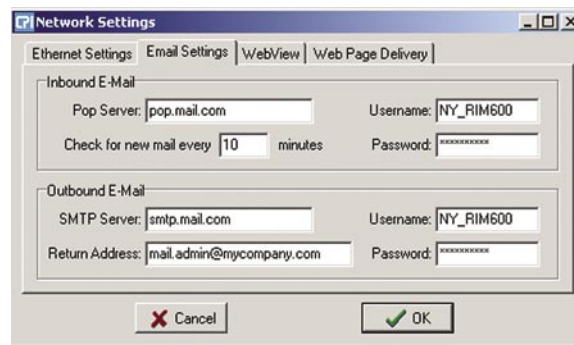 CPI Network Settings
Ethernet Settings Email Settings WebView Web Page Delivery
Inbound E-Mail
Pop Server: pop.mail.com Username: NY_RIM600
Check for new mail every 10 minutes Password: **********
Outbound E-Mail
SMTP Server: smtp.mail.com Username: NY_RIM600
Return Address: mail.admin@mycompany.com Password: **********
Cancel OK